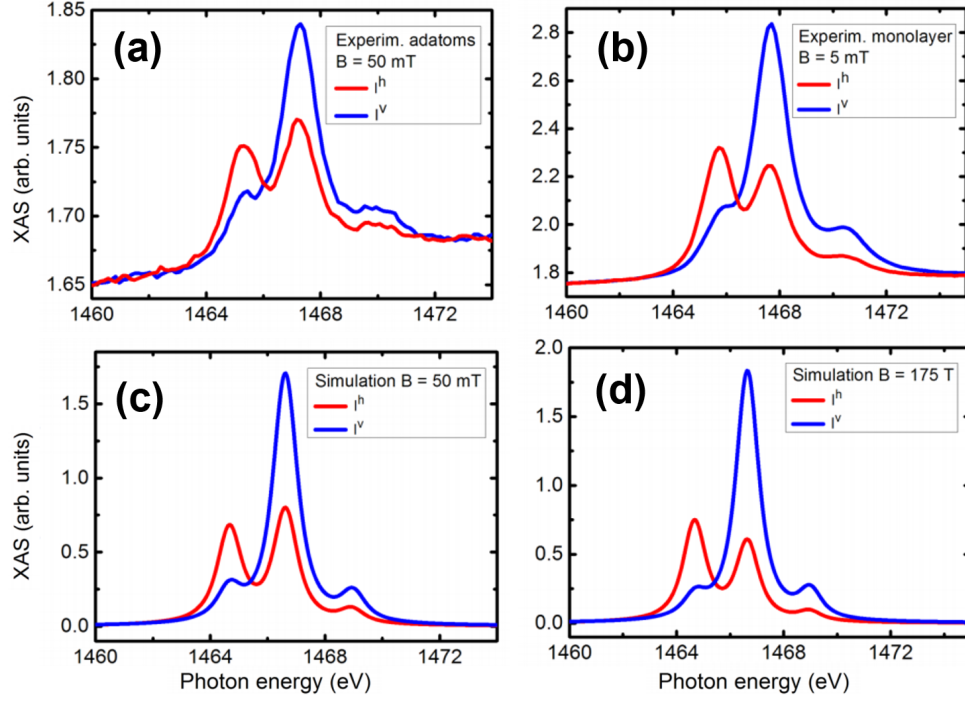 (a)
Experim. adatoms
B = 50 mT
I^h
I^v
XAS (arb. units)
1.85
1.80
1.75
1.70
1.65
1460 1464 1468 1472
(b)
Experim. monolayer
B = 5 mT
I^h
I^v
2.8
2.6
2.4
2.2
2.0
1.8
1460 1464 1468 1472
(c)
Simulation B = 50 mT
I^h
I^v
XAS (arb. units)
1.5
1.0
0.5
0.0
1460 1464 1468 1472
Photon energy (eV)
(d)
Simulation B = 175 T
I^h
I^v
2.0
1.5
1.0
0.5
0.0
1460 1464 1468 1472
Photon energy (eV)